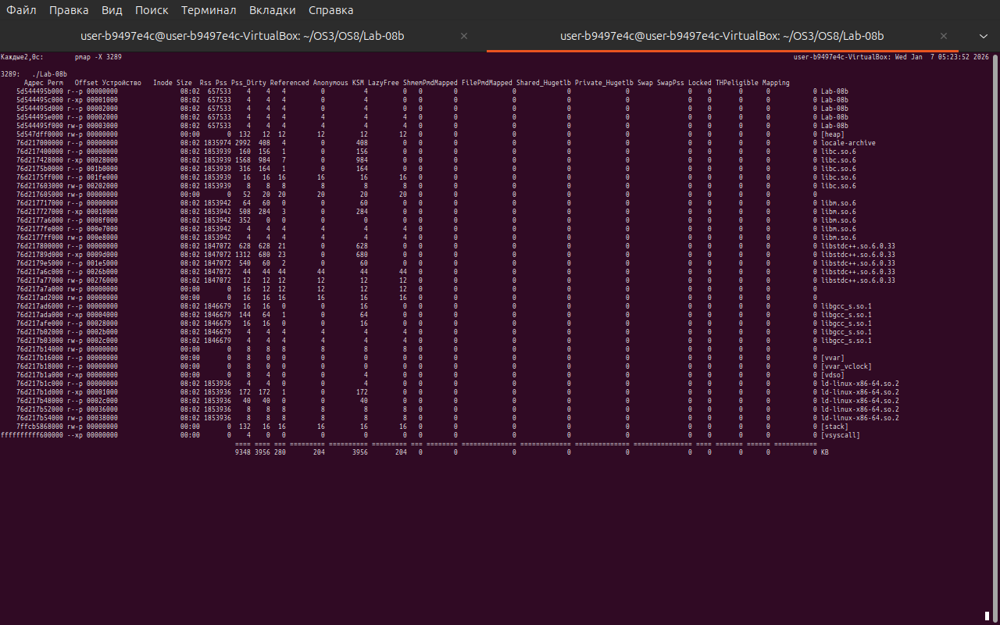 Файл Правка Вид Поиск Терминал Вкладки Справка
user-b9497e4c@user-b9497e4c-VirtualBox: ~/OS3/OS8/Lab-08b × user-b9497e4c@user-b9497e4c-VirtualBox: ~/OS3/OS8/Lab-08b ×
Каждые2,0с: pmap -X 3289 user-b9497e4c-VirtualBox: Wed Jan 7 05:23:52 2026
3289: ./Lab-08b
Адрес Perm Offset Устройство Inode Size Rss Pss Pss_Dirty Referenced Anonymous KSM LazyFree ShmemPmdMapped FilePmdMapped Shared_Hugetlb Private_Hugetlb Swap SwapPss Locked THPeligible Mapping
5d544495b000 r--p 00000000 08:02 657533 4 4 4 0 4 0 0 0 0 0 0 0 0 0 0 0 Lab-08b
5d544495c000 r-xp 00001000 08:02 657533 4 4 4 0 4 0 0 0 0 0 0 0 0 0 0 0 Lab-08b
5d544495d000 r--p 00002000 08:02 657533 4 4 4 0 4 0 0 0 0 0 0 0 0 0 0 0 Lab-08b
5d544495e000 r--p 00002000 08:02 657533 4 4 4 4 4 4 0 0 0 0 0 0 0 0 0 0 Lab-08b
5d544495f000 rw-p 00003000 08:02 657533 4 4 4 4 4 4 0 0 0 0 0 0 0 0 0 0 Lab-08b
5d547dff0000 rw-p 00000000 00:00 0 132 12 12 12 12 12 0 0 0 0 0 0 0 0 0 0 [heap]
76d217000000 r--p 00000000 08:02 1835974 2992 408 4 0 408 0 0 0 0 0 0 0 0 0 0 0 locale-archive
76d217400000 r--p 00000000 08:02 1853939 160 156 1 0 156 0 0 0 0 0 0 0 0 0 0 0 libc.so.6
76d217428000 r-xp 00028000 08:02 1853939 1568 984 7 0 984 0 0 0 0 0 0 0 0 0 0 0 libc.so.6
76d2175b0000 r--p 001b0000 08:02 1853939 316 164 1 0 164 0 0 0 0 0 0 0 0 0 0 0 libc.so.6
76d2175ff000 r--p 001fe000 08:02 1853939 16 16 16 16 16 16 0 0 0 0 0 0 0 0 0 0 libc.so.6
76d217603000 rw-p 00202000 08:02 1853939 8 8 8 8 8 8 0 0 0 0 0 0 0 0 0 0 libc.so.6
76d217605000 rw-p 00000000 00:00 0 52 20 20 20 20 20 0 0 0 0 0 0 0 0 0 0
76d217717000 r--p 00000000 08:02 1853942 64 60 0 0 60 0 0 0 0 0 0 0 0 0 0 0 libm.so.6
76d217727000 r-xp 00010000 08:02 1853942 508 284 3 0 284 0 0 0 0 0 0 0 0 0 0 0 libm.so.6
76d2177a6000 r--p 0008f000 08:02 1853942 352 0 0 0 0 0 0 0 0 0 0 0 0 0 0 0 libm.so.6
76d2177fe000 r--p 000e7000 08:02 1853942 4 4 4 4 4 4 0 0 0 0 0 0 0 0 0 0 libm.so.6
76d2177ff000 rw-p 000e8000 08:02 1853942 4 4 4 4 4 4 0 0 0 0 0 0 0 0 0 0 libm.so.6
76d217800000 r--p 00000000 08:02 1847072 628 628 21 0 628 0 0 0 0 0 0 0 0 0 0 0 libstdc++.so.6.0.33
76d21789d000 r-xp 0009d000 08:02 1847072 1312 680 23 0 680 0 0 0 0 0 0 0 0 0 0 0 libstdc++.so.6.0.33
76d2179e5000 r--p 001e5000 08:02 1847072 540 60 2 0 60 0 0 0 0 0 0 0 0 0 0 0 libstdc++.so.6.0.33
76d217a6c000 r--p 0026b000 08:02 1847072 44 44 44 44 44 44 0 0 0 0 0 0 0 0 0 0 libstdc++.so.6.0.33
76d217a77000 rw-p 00276000 08:02 1847072 12 12 12 12 12 12 0 0 0 0 0 0 0 0 0 0 libstdc++.so.6.0.33
76d217a7a000 rw-p 00000000 00:00 0 16 12 12 12 12 12 0 0 0 0 0 0 0 0 0 0
76d217ad2000 rw-p 00000000 00:00 0 16 16 16 16 16 16 0 0 0 0 0 0 0 0 0 0
76d217ad6000 r--p 00000000 08:02 1846679 16 16 0 0 16 0 0 0 0 0 0 0 0 0 0 0 libgcc_s.so.1
76d217ada000 r-xp 00004000 08:02 1846679 144 64 1 0 64 0 0 0 0 0 0 0 0 0 0 0 libgcc_s.so.1
76d217afe000 r--p 00028000 08:02 1846679 16 16 0 0 16 0 0 0 0 0 0 0 0 0 0 0 libgcc_s.so.1
76d217b02000 r--p 0002b000 08:02 1846679 4 4 4 4 4 4 0 0 0 0 0 0 0 0 0 0 libgcc_s.so.1
76d217b03000 rw-p 0002c000 08:02 1846679 4 4 4 4 4 4 0 0 0 0 0 0 0 0 0 0 libgcc_s.so.1
76d217b14000 rw-p 00000000 00:00 0 8 8 8 8 8 8 0 0 0 0 0 0 0 0 0 0
76d217b16000 r--p 00000000 00:00 0 8 0 0 0 0 0 0 0 0 0 0 0 0 0 0 0 [vvar]
76d217b18000 r--p 00000000 00:00 0 8 0 0 0 0 0 0 0 0 0 0 0 0 0 0 0 [vvar_vclock]
76d217b1a000 r-xp 00000000 00:00 0 8 4 0 0 4 0 0 0 0 0 0 0 0 0 0 0 [vdso]
76d217b1c000 r--p 00000000 08:02 1853936 4 4 0 0 4 0 0 0 0 0 0 0 0 0 0 0 ld-linux-x86-64.so.2
76d217b1d000 r-xp 00001000 08:02 1853936 172 172 1 0 172 0 0 0 0 0 0 0 0 0 0 0 ld-linux-x86-64.so.2
76d217b48000 r--p 0002c000 08:02 1853936 40 40 0 0 40 0 0 0 0 0 0 0 0 0 0 0 ld-linux-x86-64.so.2
76d217b52000 r--p 00036000 08:02 1853936 8 8 8 8 8 8 0 0 0 0 0 0 0 0 0 0 ld-linux-x86-64.so.2
76d217b54000 rw-p 00038000 08:02 1853936 8 8 8 8 8 8 0 0 0 0 0 0 0 0 0 0 ld-linux-x86-64.so.2
7ffcb5868000 rw-p 00000000 00:00 0 132 16 16 16 16 16 0 0 0 0 0 0 0 0 0 0 [stack]
ffffffffff600000 --xp 00000000 00:00 0 4 0 0 0 0 0 0 0 0 0 0 0 0 0 0 0 [vsyscall]
==== ==== === ========= ========== ========= === ======== ============== ============= ============== =============== ==== ======= ====== ===========
9348 3956 280 204 3956 204 0 0 0 0 0 0 0 0 0 0 KB